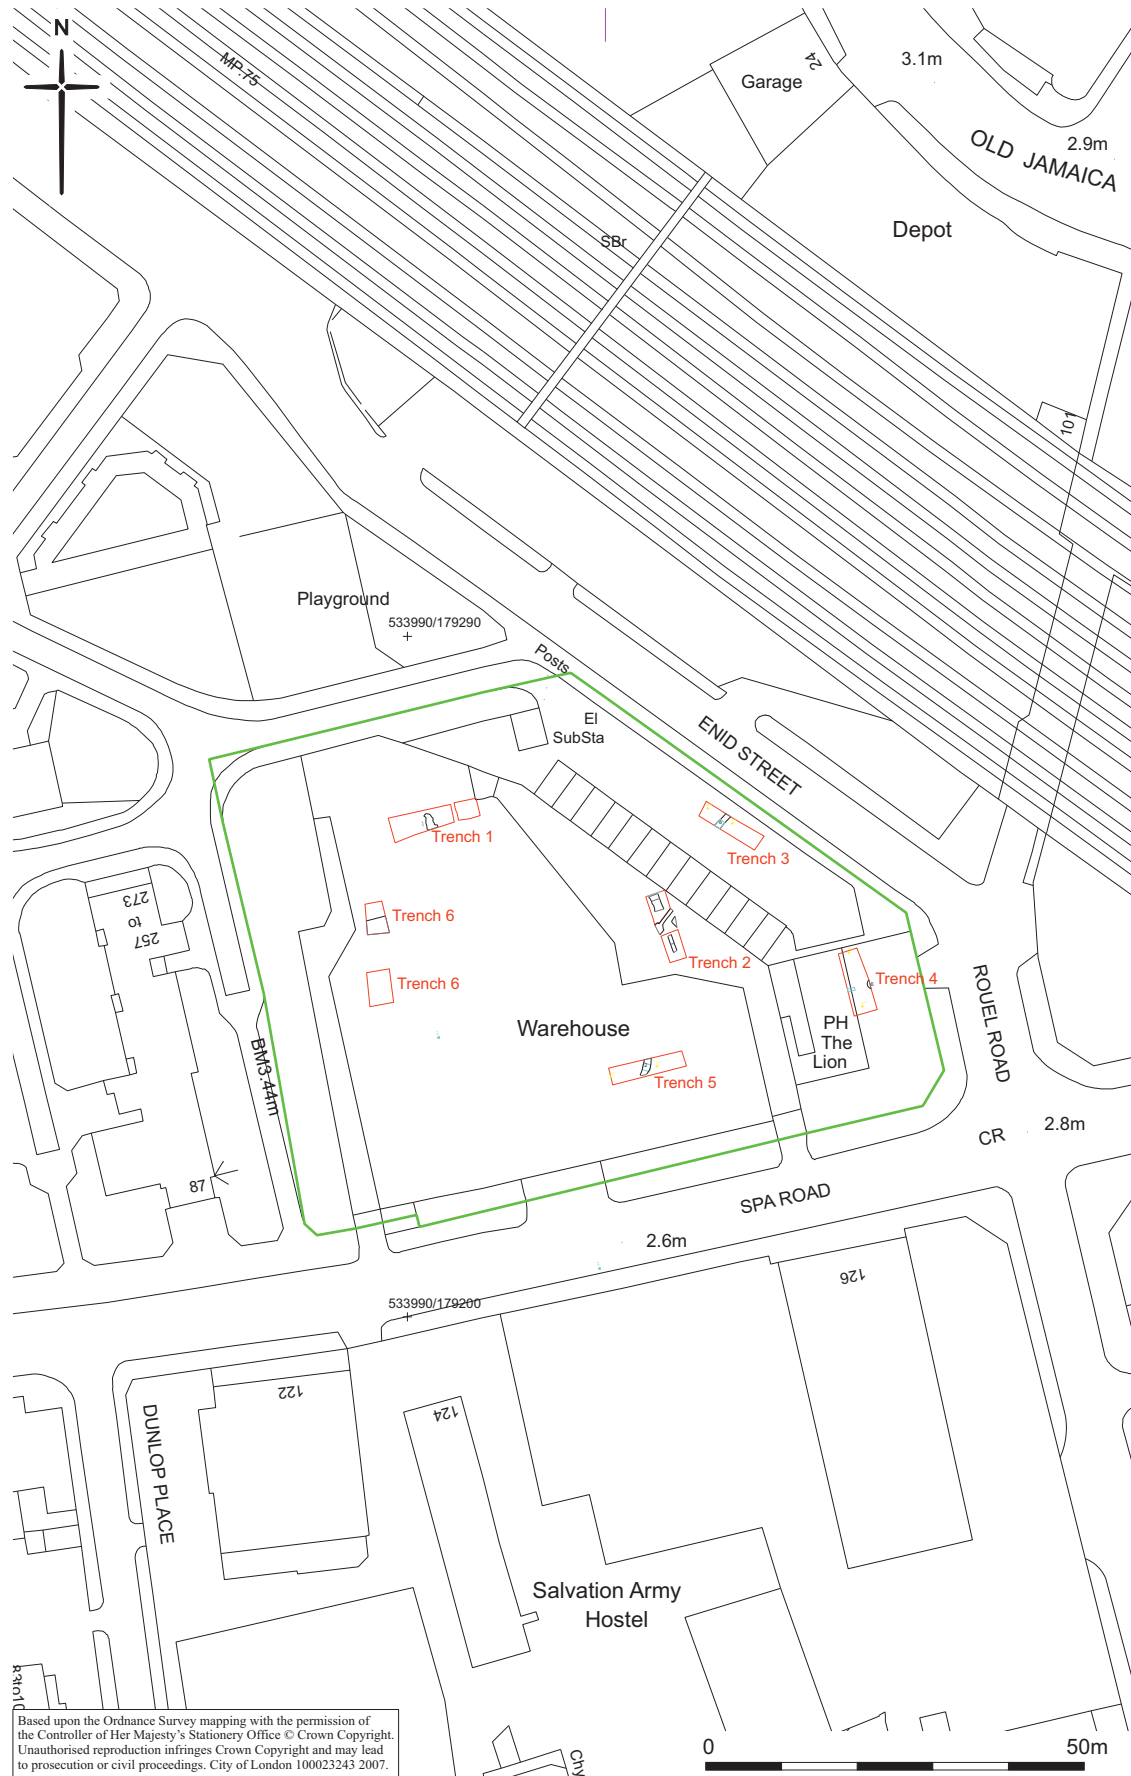 N
MP.75
24
Garage
3.1m
2.9m
OLD JAMAICA
Depot
SBr
101
Playground
533990/179290
Posts
El
SubSta
ENID STREET
Trench 1
Trench 3
273
to
257
Trench 6
Trench 2
Trench 6
Trench 4
ROUEL ROAD
Warehouse
PH
The
Lion
BM3.44m
Trench 5
CR
2.8m
87
SPA ROAD
2.6m
126
533990/179200
122
124
DUNLOP PLACE
Salvation Army
Hostel
Chy
Based upon the Ordnance Survey mapping with the permission of
the Controller of Her Majesty's Stationery Office © Crown Copyright.
Unauthorised reproduction infringes Crown Copyright and may lead
to prosecution or civil proceedings. City of London 100023243 2007.
0
50m